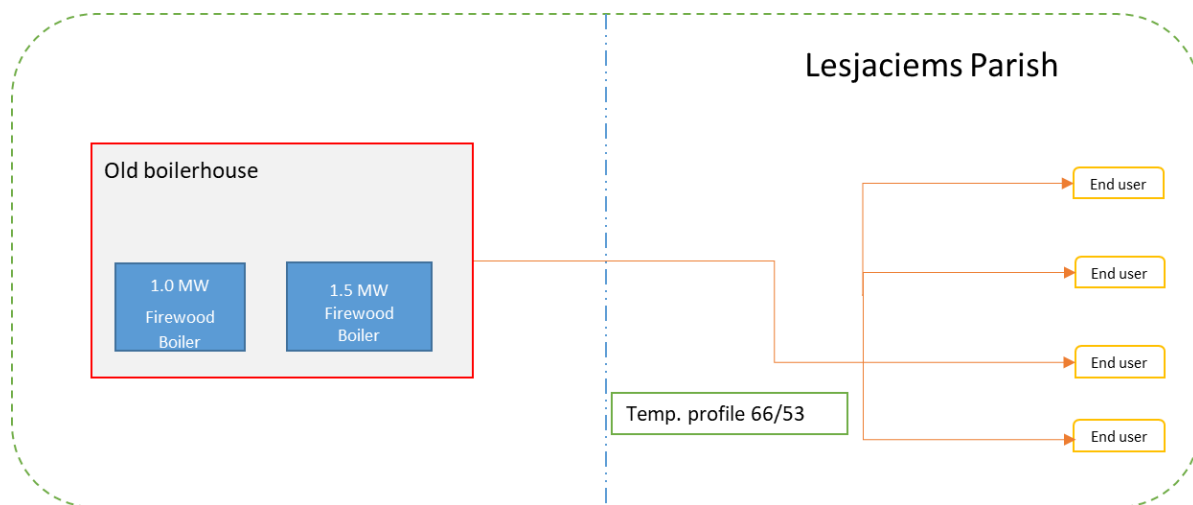 Lesjaciems Parish
Old boilerhouse
1.0 MW
Firewood
Boiler
1.5 MW
Firewood
Boiler
End user
End user
End user
Temp. profile 66/53
End user